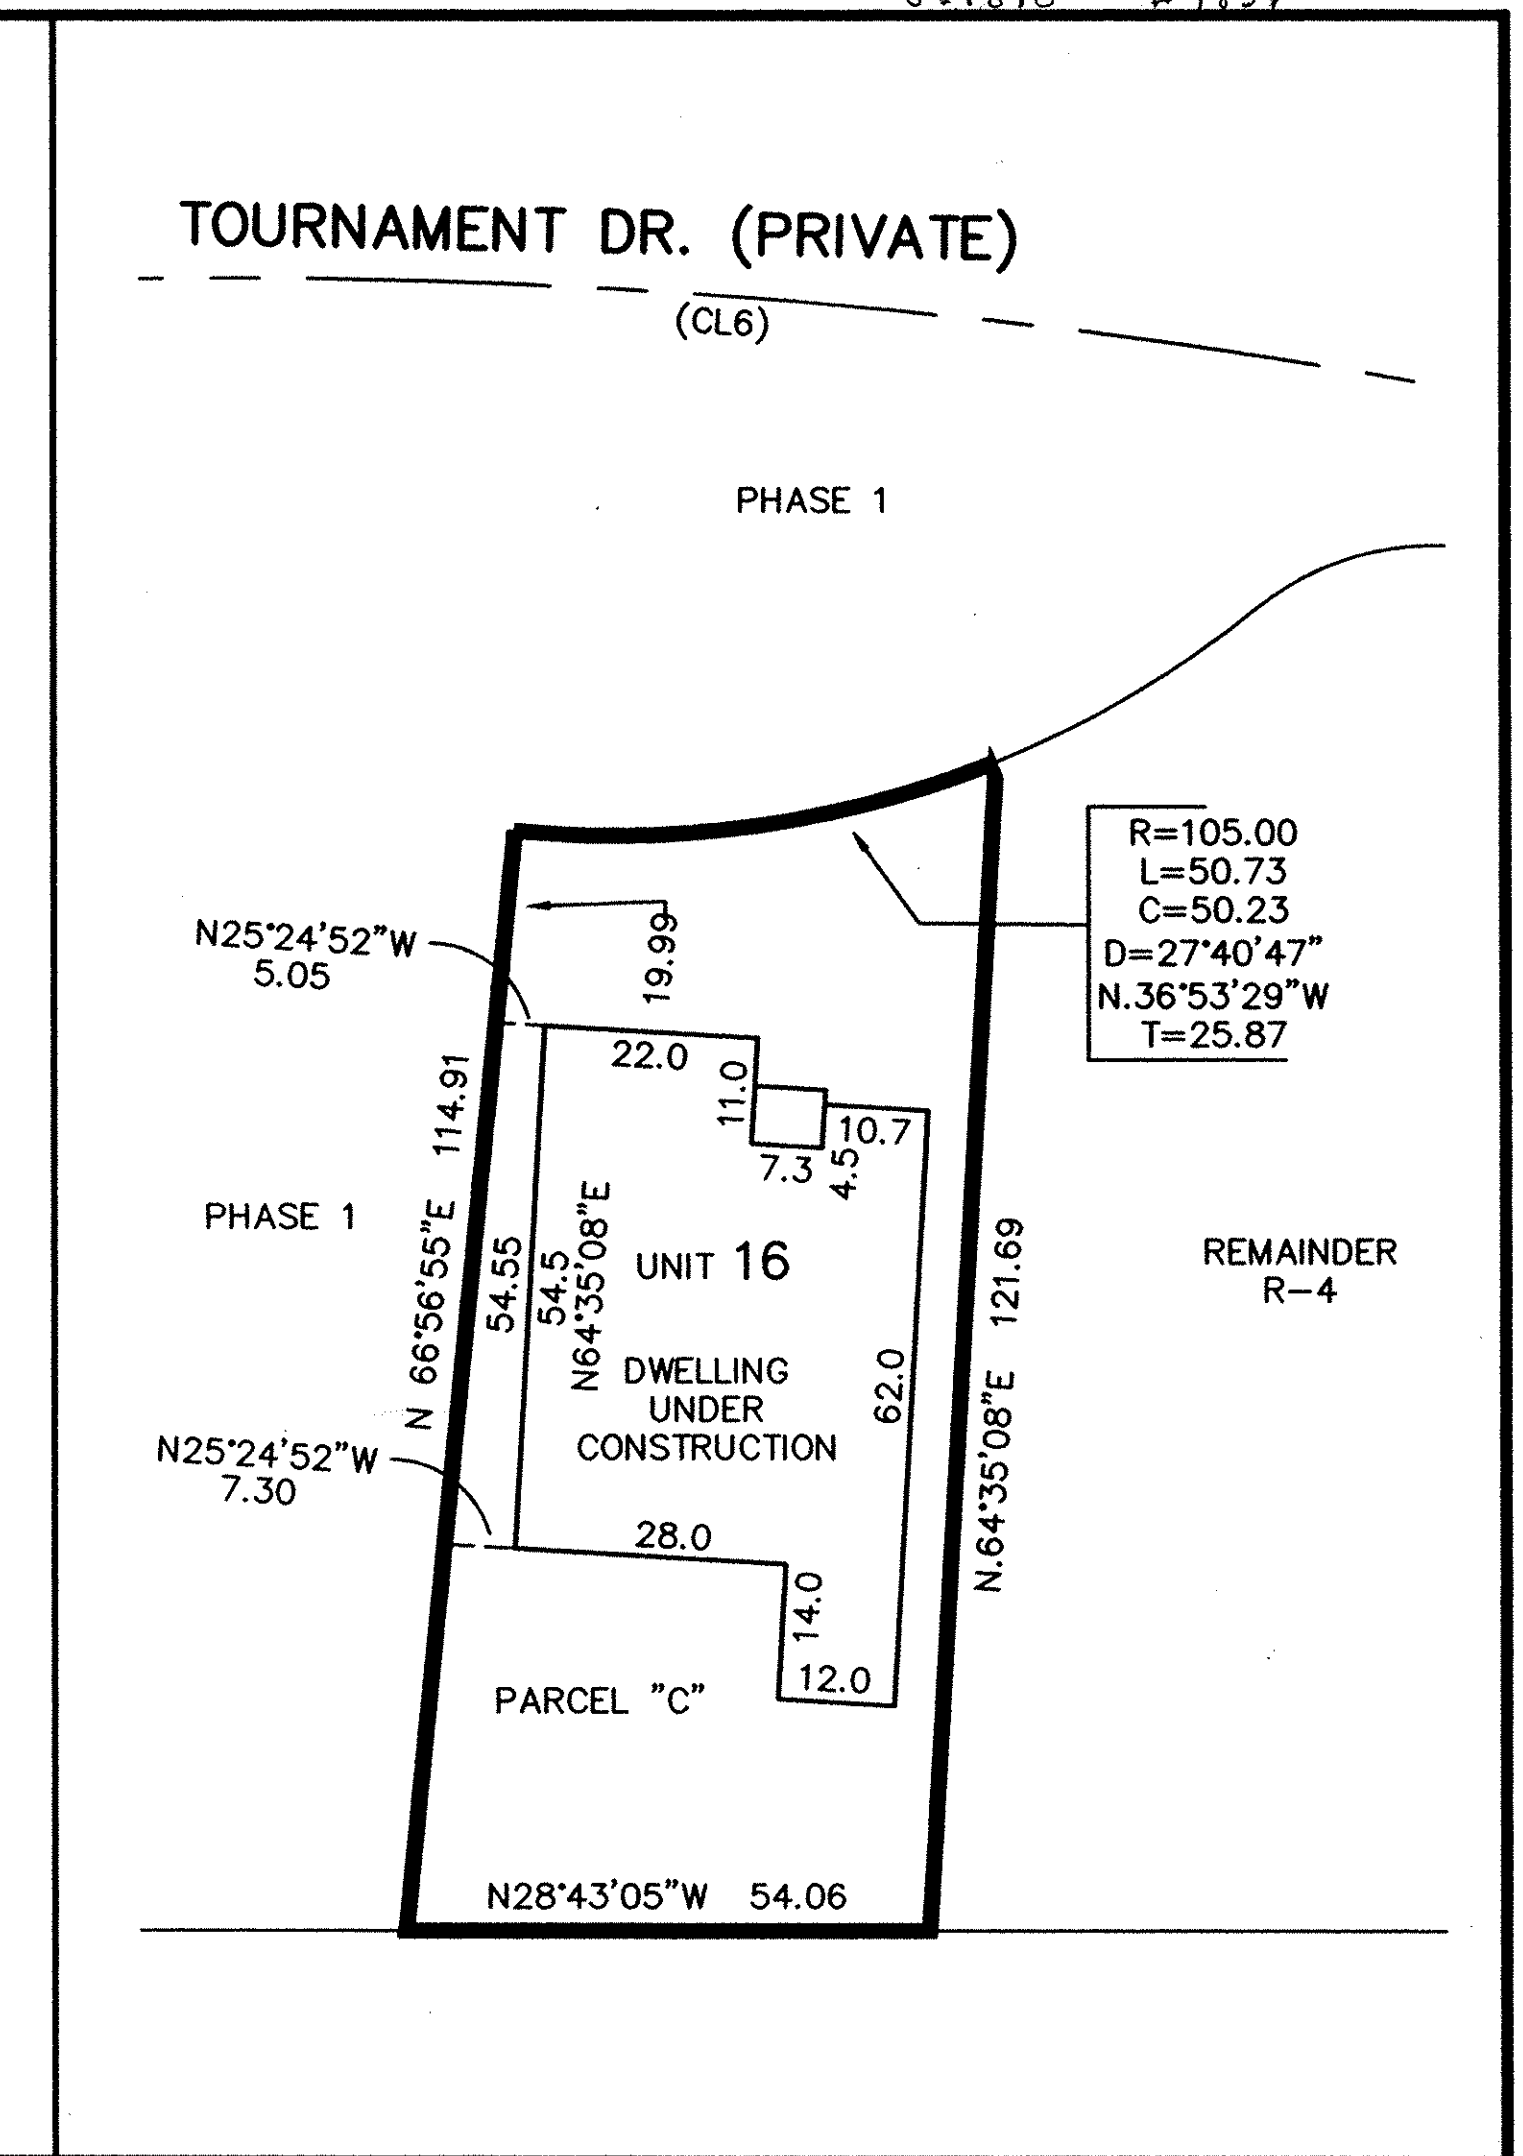 TOURNAMENT DR. (PRIVATE)
(CL6)
PHASE 1
R=105.00
L=50.73
C=50.23
D=27°40'47"
N.36°53'29"W
T=25.87
N25°24'52"W
5.05
19.99
22.0
11.0
10.7
7.3
4.5
N 66°56'55"E 114.91
PHASE 1
54.55
54.5
N64°35'08"E
UNIT 16
DWELLING
UNDER
CONSTRUCTION
62.0
N.64°35'08"E 121.69
REMAINDER
R-4
N25°24'52"W
7.30
28.0
14.0
12.0
PARCEL "C"
N28°43'05"W 54.06